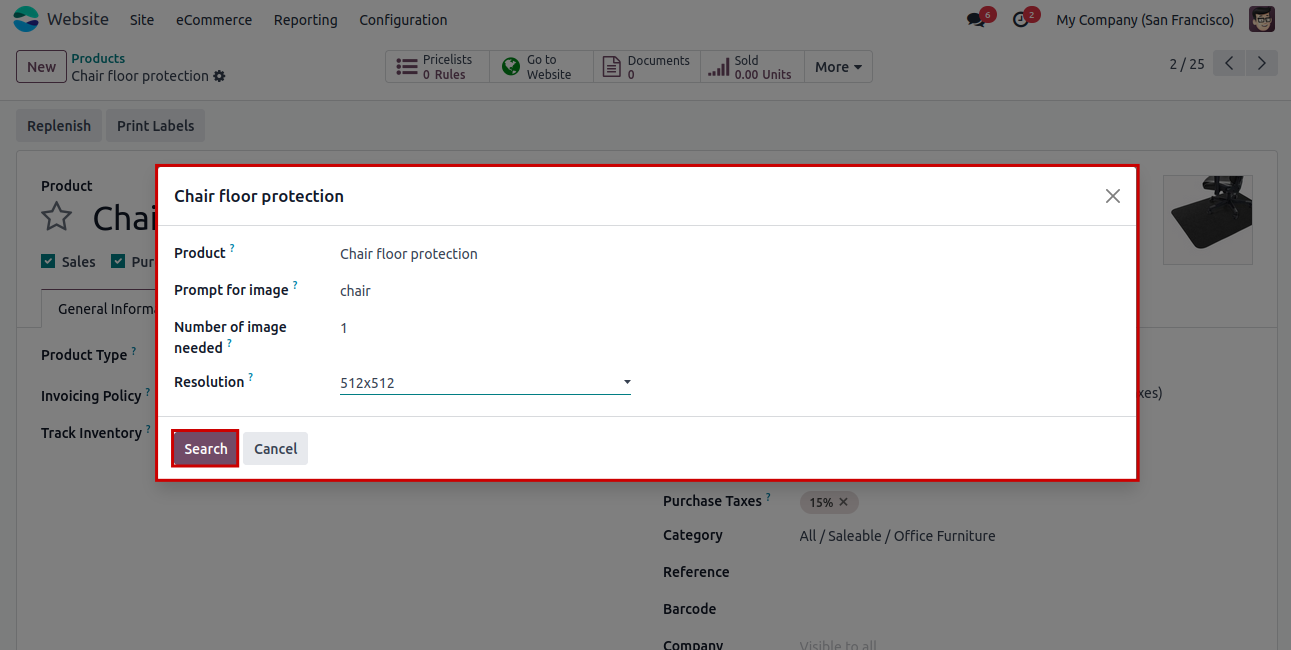 Website Site eCommerce Reporting Configuration 6 2 My Company (San Francisco)
New Products Chair floor protection
Pricelists 0 Rules
Go to Website
Documents 0
Sold 0.00 Units
More
2 / 25
Replenish Print Labels
Product
Chai
Sales Pur
General Informa
Product Type ?
Invoicing Policy ?
Track Inventory ?
Chair floor protection
Product ? Chair floor protection
Prompt for image ? chair
Number of image
needed ? 1
Resolution ? 512x512
Search Cancel
xes)
Purchase Taxes ? 15% ✕
Category All / Saleable / Office Furniture
Reference
Barcode
Company Visible to all